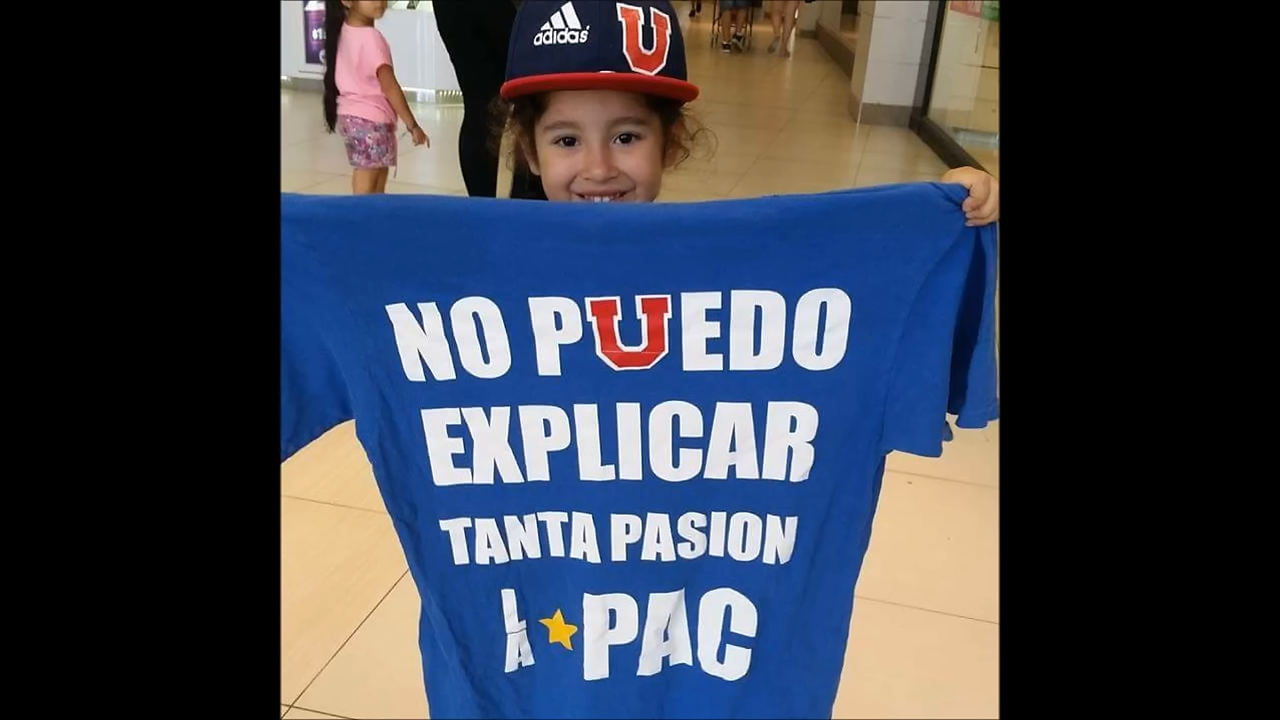 adidas
U
NO PUEDO
EXPLICAR
TANTA PASION
LA PAC